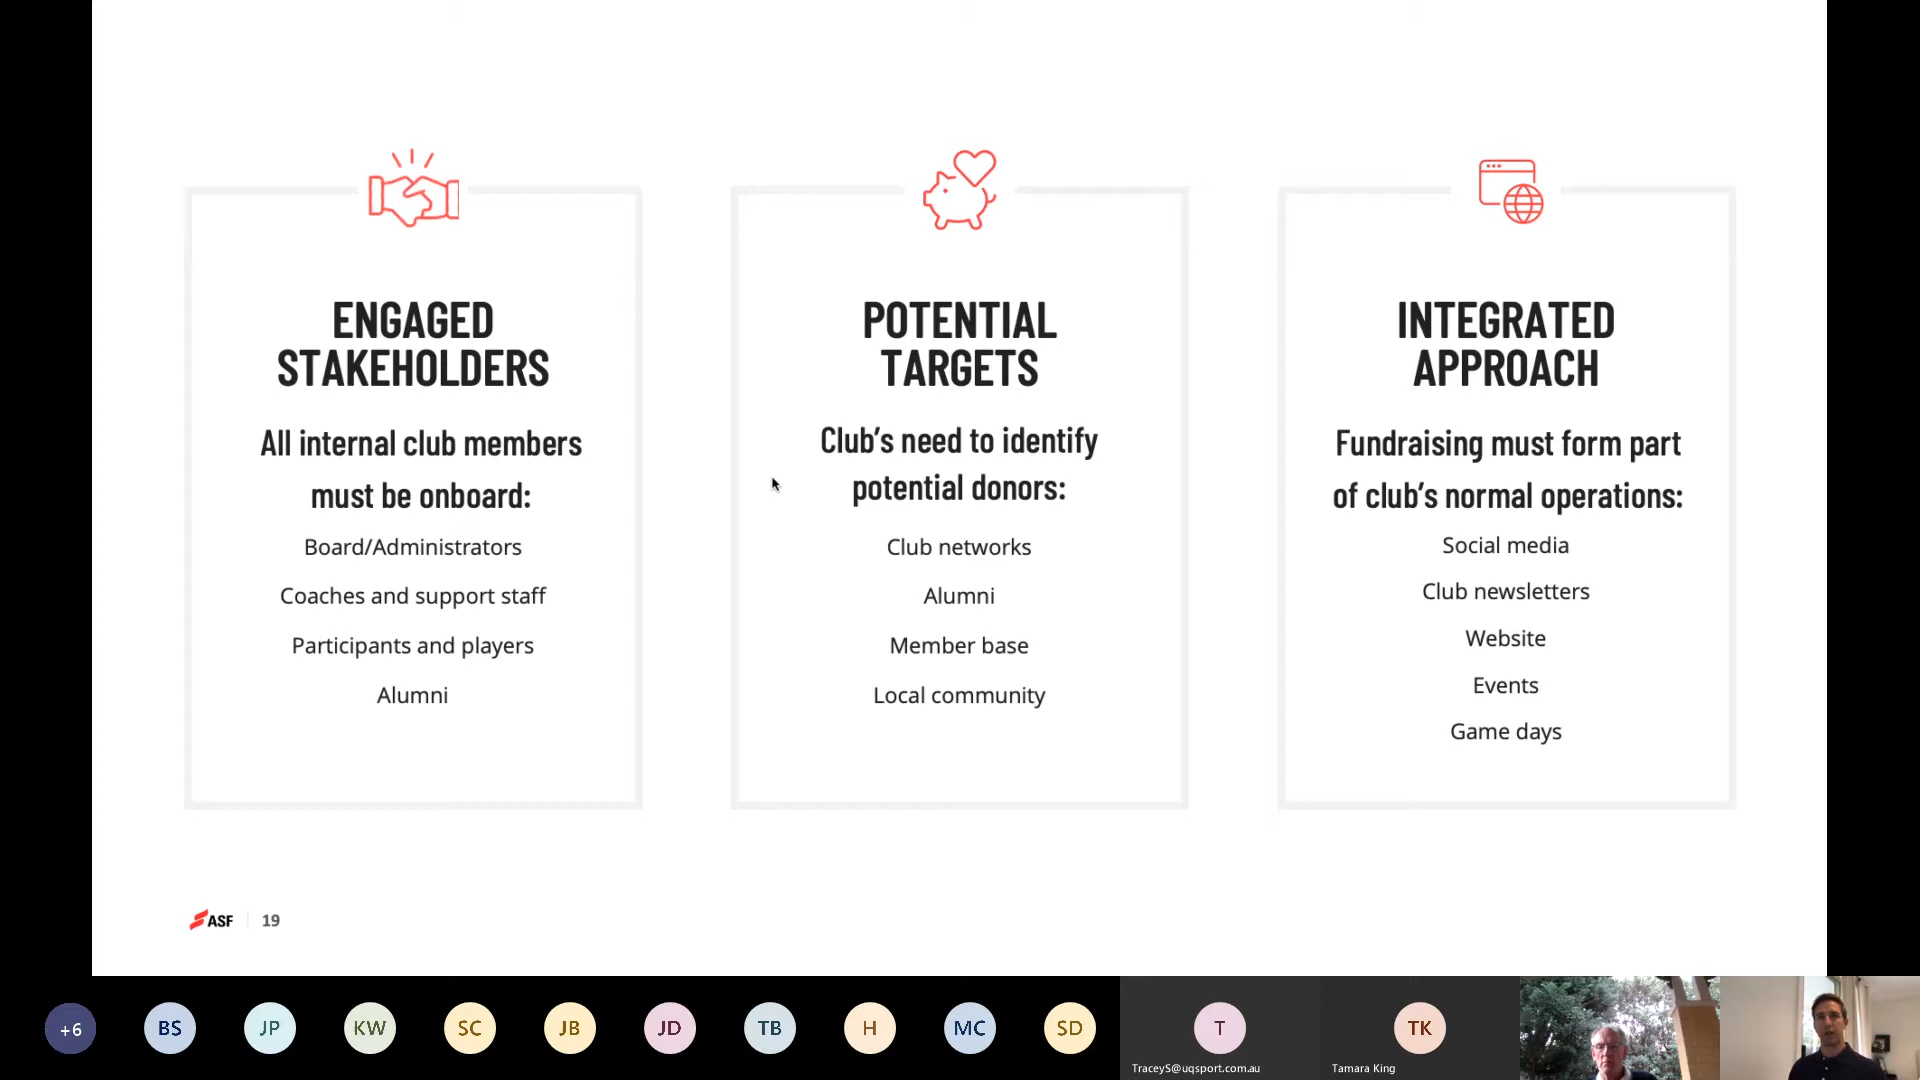 ENGAGED
STAKEHOLDERS
All internal club members
must be onboard:
Board/Administrators
Coaches and support staff
Participants and players
Alumni
POTENTIAL
TARGETS
Club’s need to identify
potential donors:
Club networks
Alumni
Member base
Local community
INTEGRATED
APPROACH
Fundraising must form part
of club’s normal operations:
Social media
Club newsletters
Website
Events
Game days
ASF
19
+6
BS
JP
KW
SC
JB
JD
TB
H
MC
SD
T
TK
TraceyS@uqsport.com.au
Tamara King